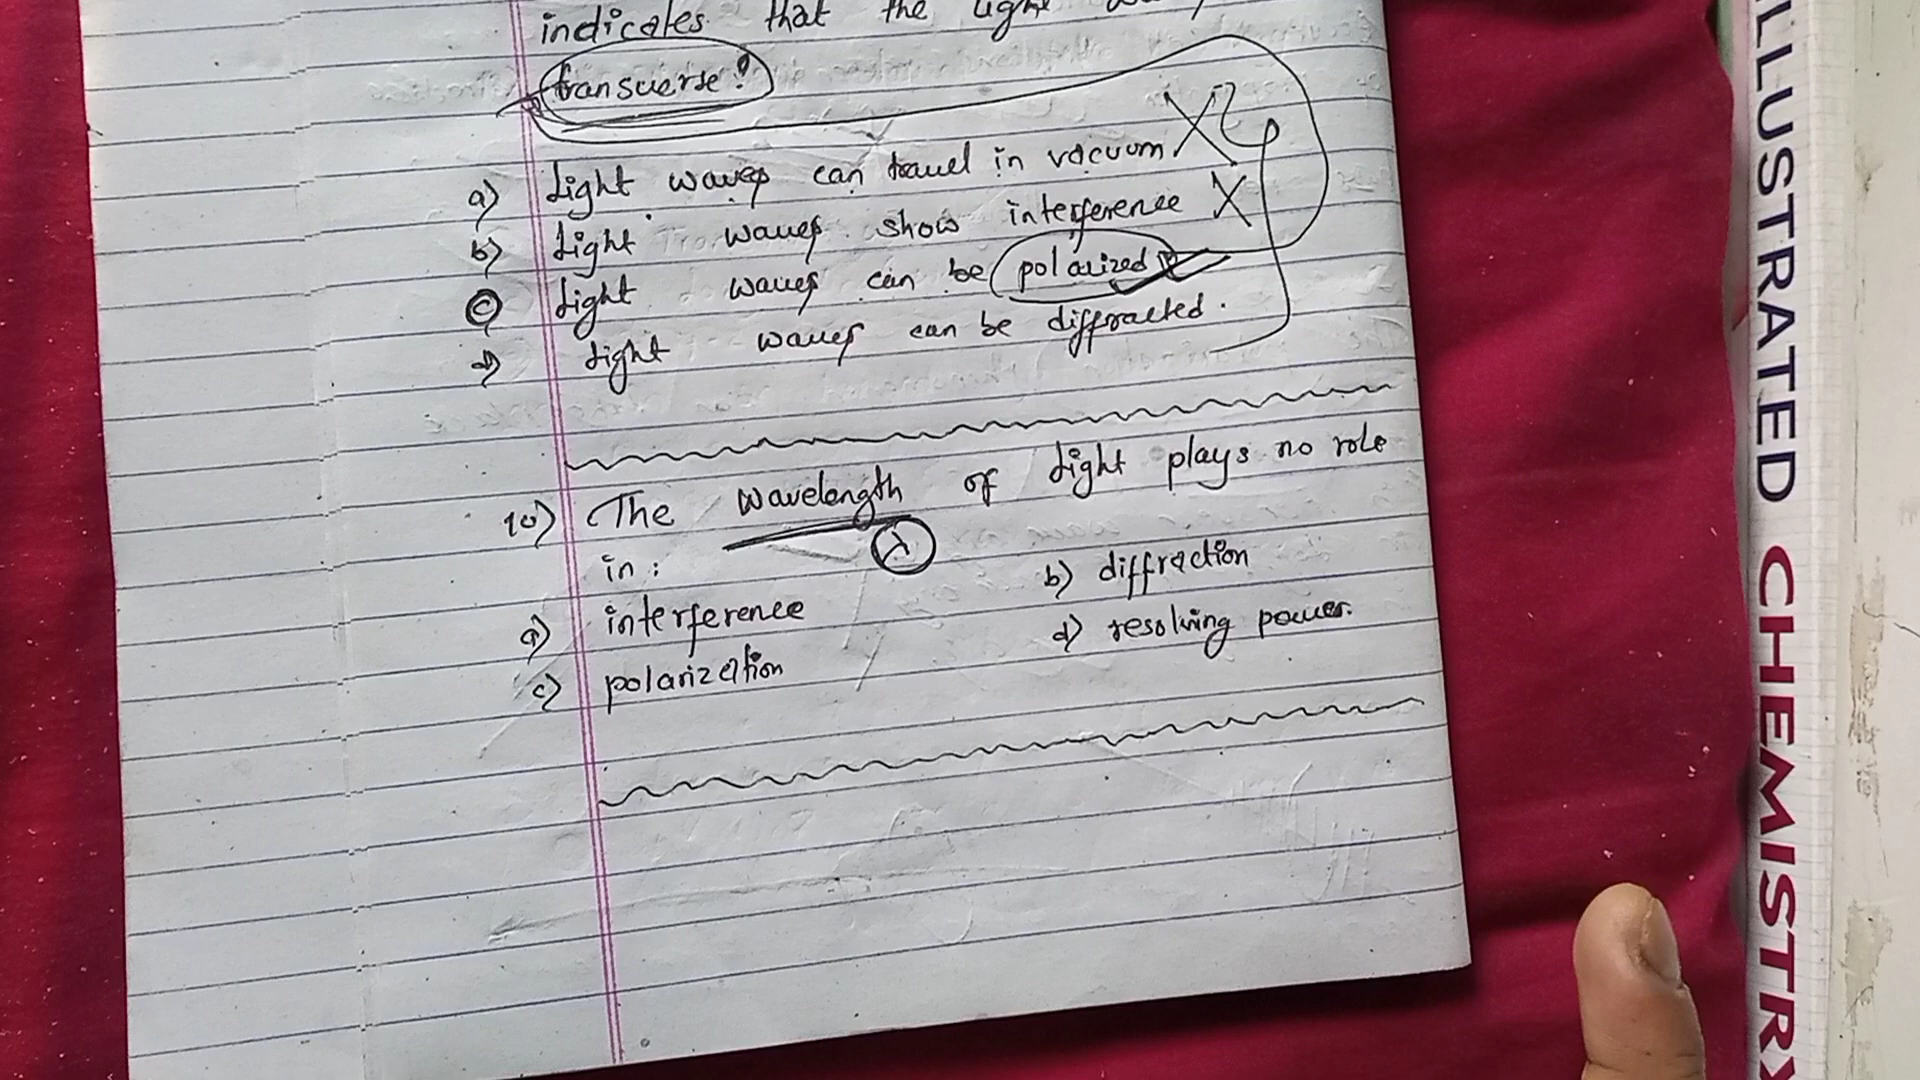 indicates that the light
transverse?
a) Light waves can travel in vacuum.
b) Light waves show interference
c) Light waves can be polarized
d) Light waves can be diffracted.
10) The wavelength of light plays no role
λ
in :
a) interference b) diffraction
c) polarization d) resolving power.
ILLUSTRATED CHEMISTRY